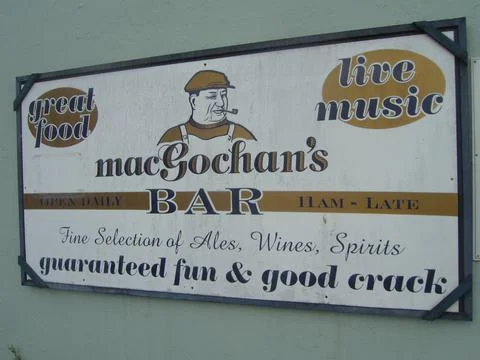 great
food
live
music
macGochan's
OPEN DAILY BAR 11AM - LATE
Fine Selection of Ales, Wines, Spirits
guaranteed fun & good crack